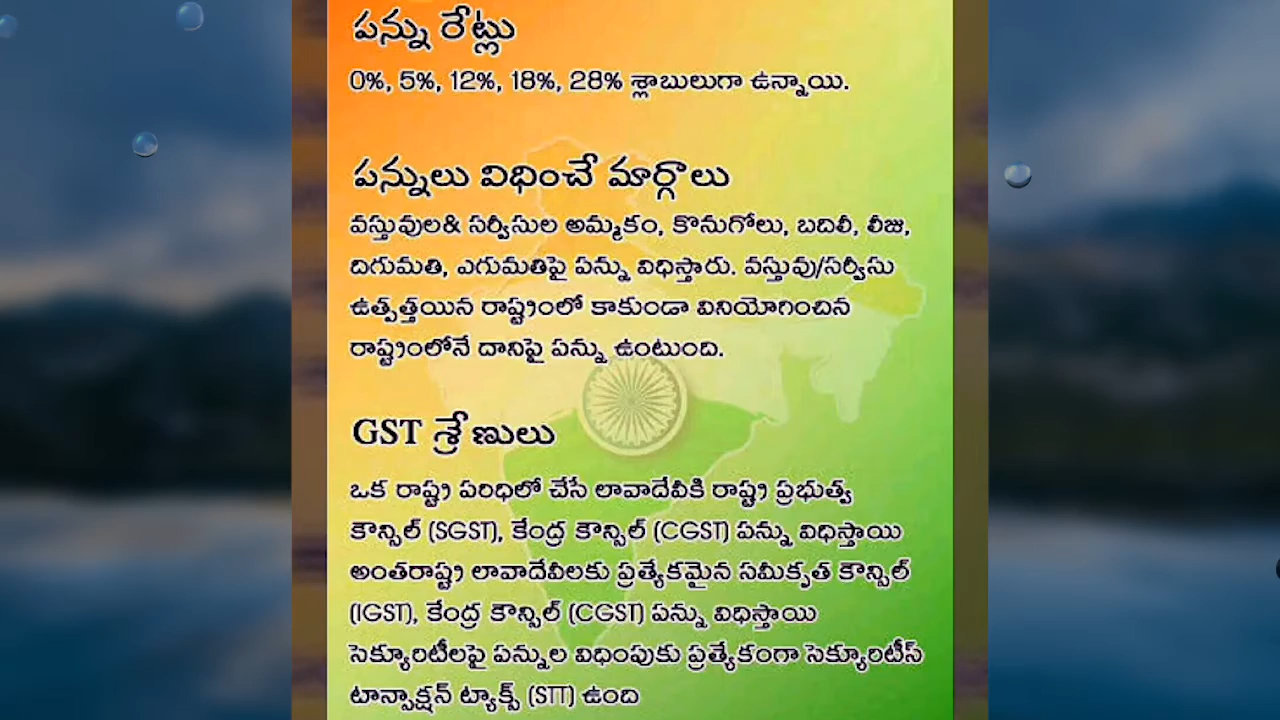 పన్ను రేట్లు
0%, 5%, 12%, 18%, 28% శ్లాబులుగా ఉన్నాయి.
పన్నులు విధించే మార్గాలు
వస్తువుల& సర్వీసుల అమ్మకం, కొనుగోలు, బదిలీ, లీజు,
దిగుమతి, ఎగుమతిపై పన్ను విధిస్తారు. వస్తువు/సర్వీసు
ఉత్పత్తయిన రాష్ట్రంలో కాకుండా వినియోగించిన
రాష్ట్రంలోనే దానిపై పన్ను ఉంటుంది.
GST శ్రేణులు
ఒక రాష్ట్ర పరిధిలో చేసే లావాదేవీకి రాష్ట్ర ప్రభుత్వ
కౌన్సిల్ (SGST), కేంద్ర కౌన్సిల్ (CGST) పన్ను విధిస్తాయి
అంతరాష్ట్ర లావాదేవీలకు ప్రత్యేకమైన సమీకృత కౌన్సిల్
(IGST), కేంద్ర కౌన్సిల్ (CGST) పన్ను విధిస్తాయి
సెక్యూరిటీలపై పన్నుల విధింపుకు ప్రత్యేకంగా సెక్యూరిటీస్
టాన్సాక్షన్ ట్యాక్స్ (STT) ఉంది